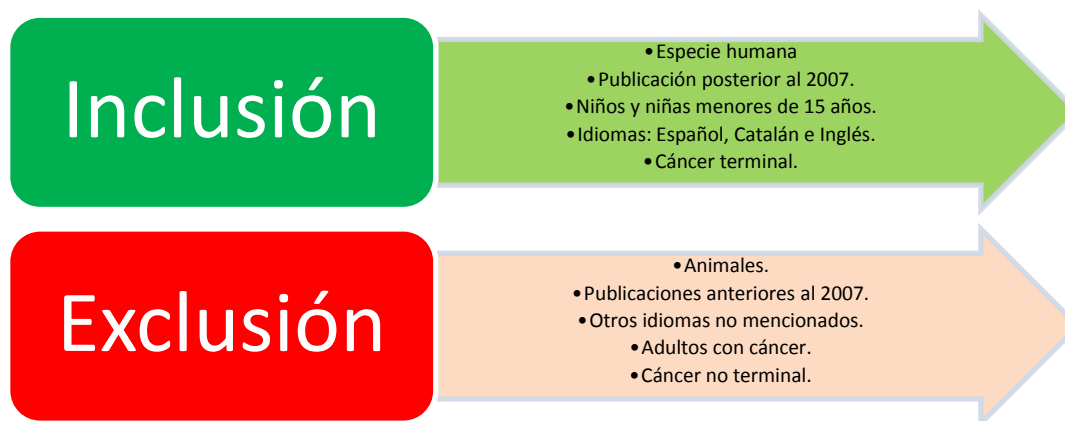 Inclusión
•Especie humana
•Publicación posterior al 2007.
•Niños y niñas menores de 15 años.
•Idiomas: Español, Catalán e Inglés.
•Cáncer terminal.
Exclusión
•Animales.
•Publicaciones anteriores al 2007.
•Otros idiomas no mencionados.
•Adultos con cáncer.
•Cáncer no terminal.